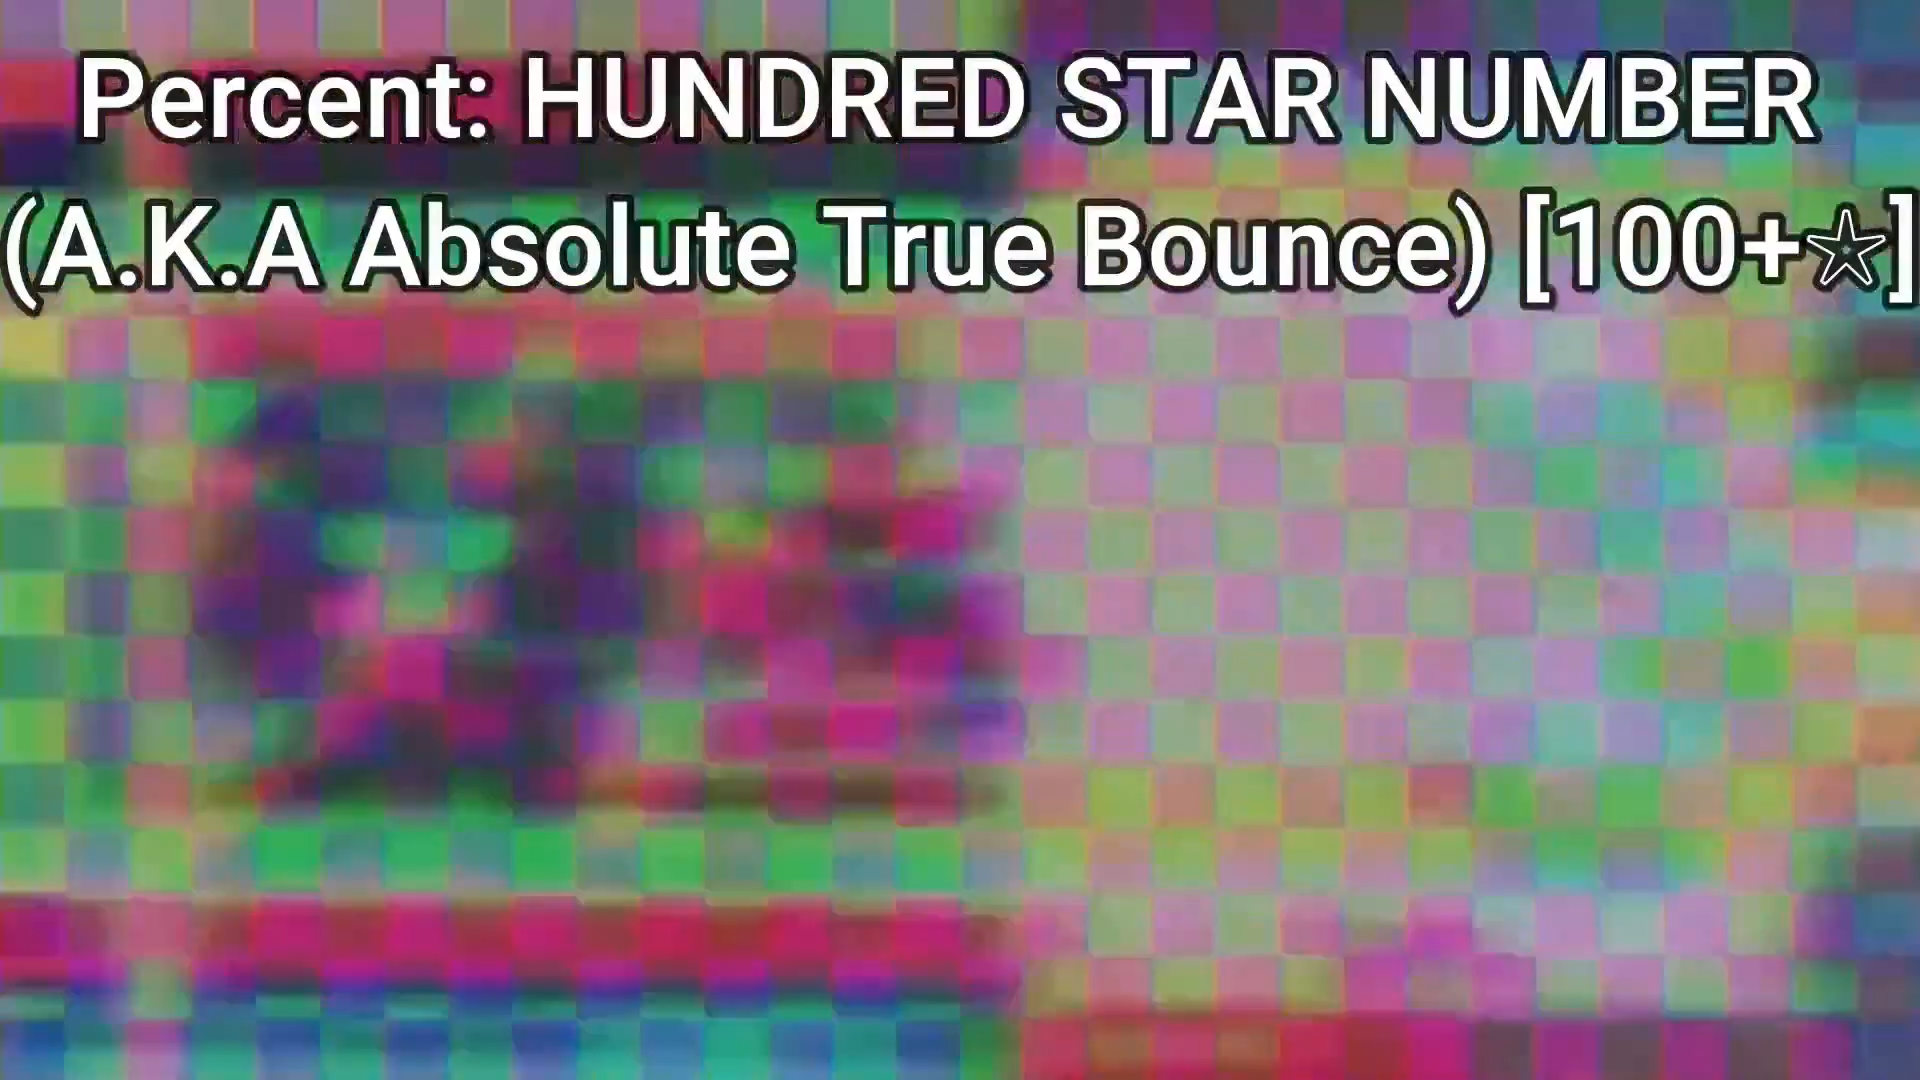 Percent: HUNDRED STAR NUMBER
(A.K.A Absolute True Bounce) [100+☆]